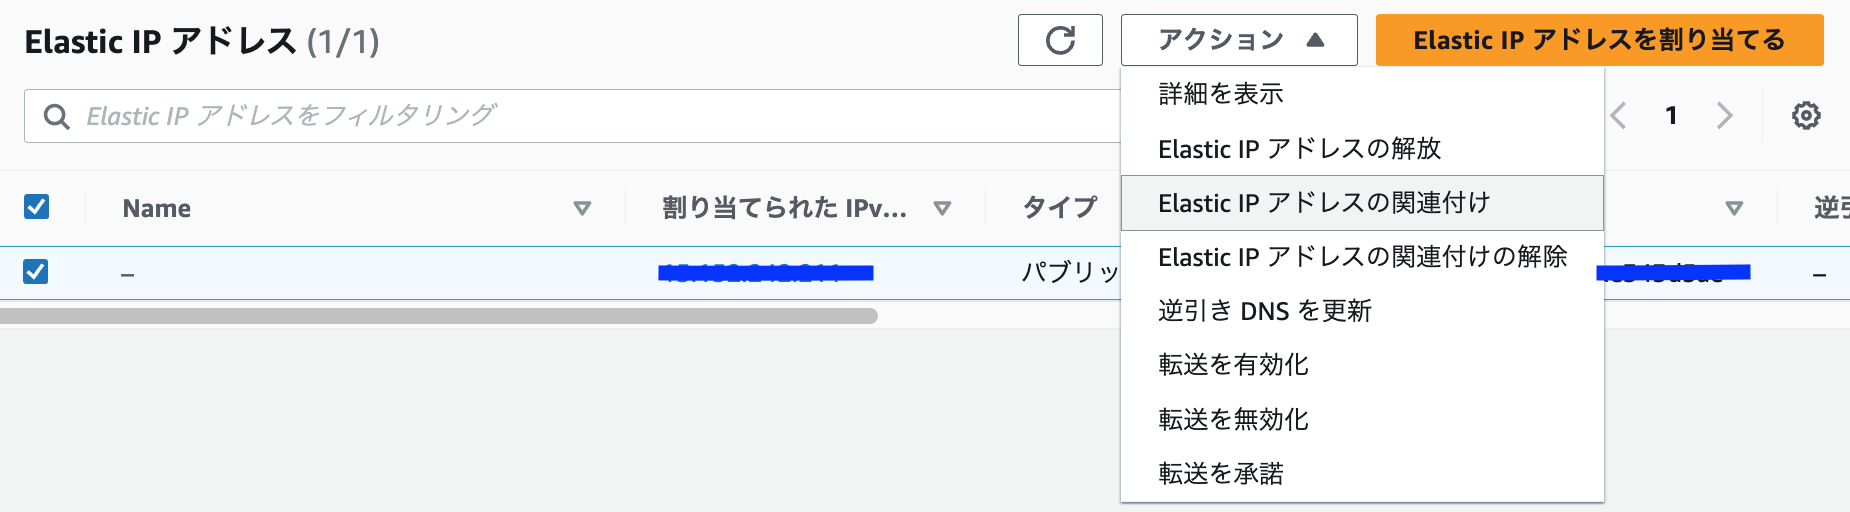 Elastic IP アドレス (1/1)
アクション
Elastic IP アドレスを割り当てる
Elastic IP アドレスをフィルタリング
1
Name
割り当てられた IPv...
タイプ
逆引
–
パブリッ
–
詳細を表示
Elastic IP アドレスの解放
Elastic IP アドレスの関連付け
Elastic IP アドレスの関連付けの解除
逆引き DNS を更新
転送を有効化
転送を無効化
転送を承諾